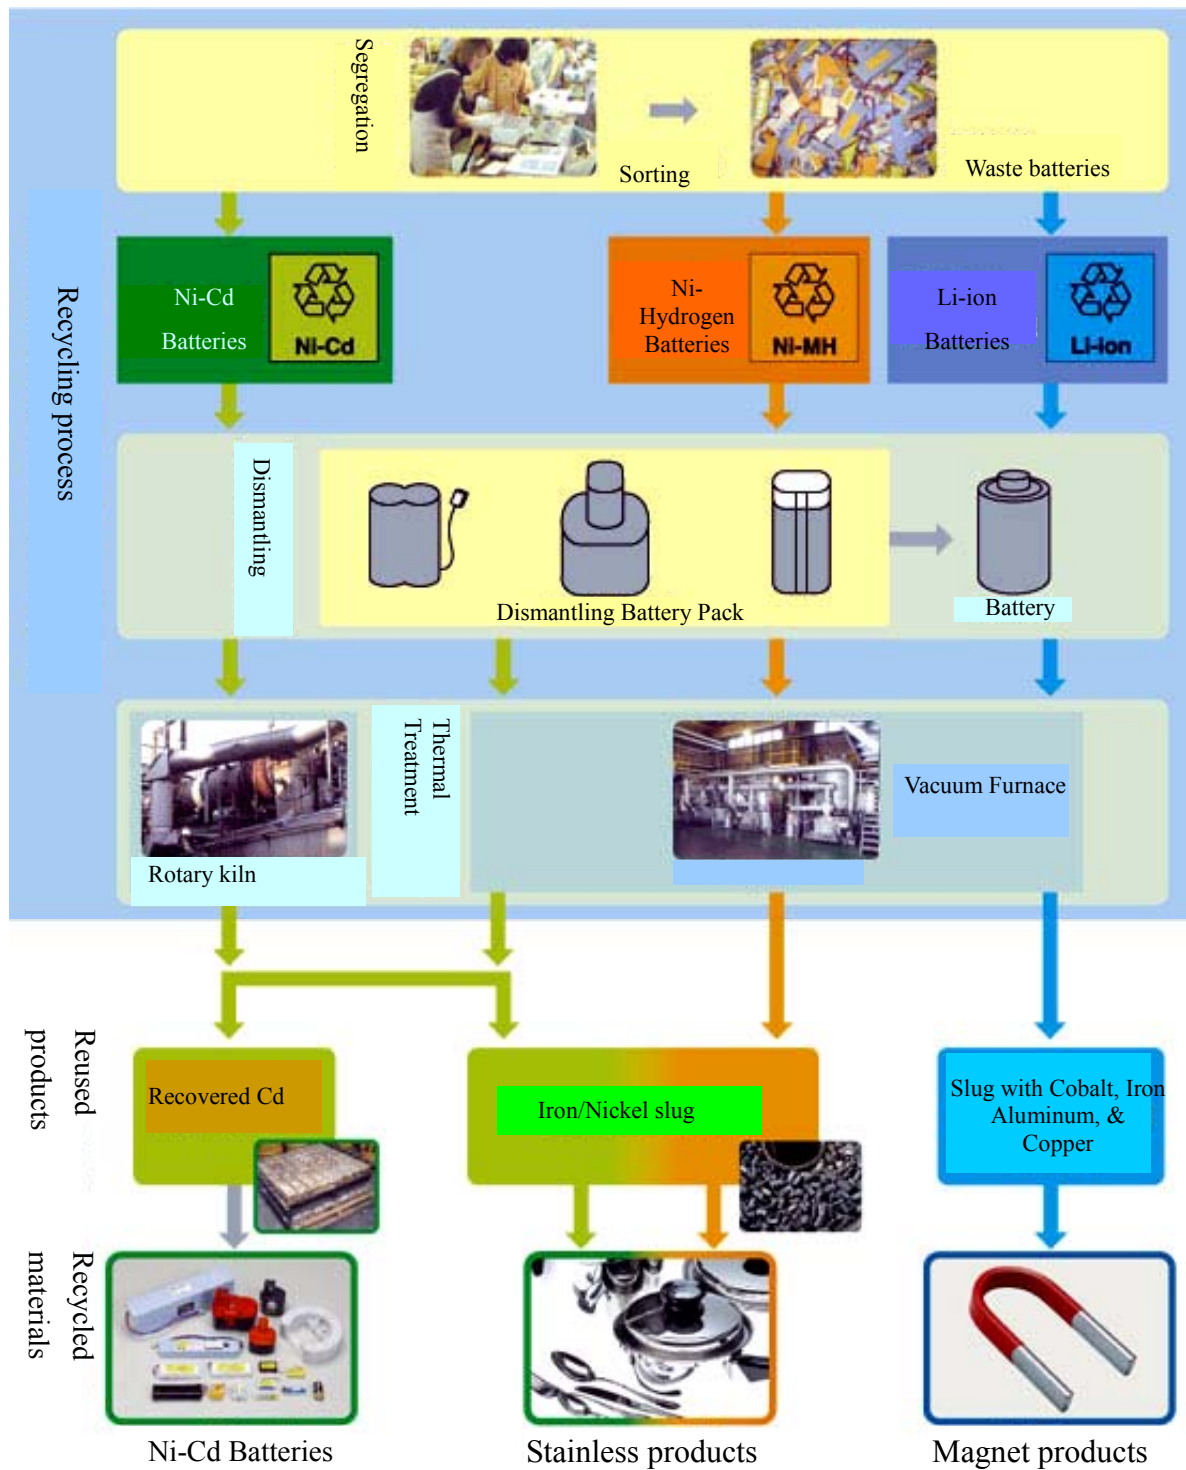 Segregation
Sorting
Waste batteries
Recycling process
Ni-Cd
Batteries
Ni-Cd
Ni-
Hydrogen
Batteries
Ni-MH
Li-ion
Batteries
Li-ion
Dismantling
Dismantling Battery Pack
Battery
Thermal
Treatment
Rotary kiln
Vacuum Furnace
Reused
products
Recovered Cd
Iron/Nickel slug
Slug with Cobalt, Iron
Aluminum, &
Copper
Recycled
materials
Ni-Cd Batteries
Stainless products
Magnet products